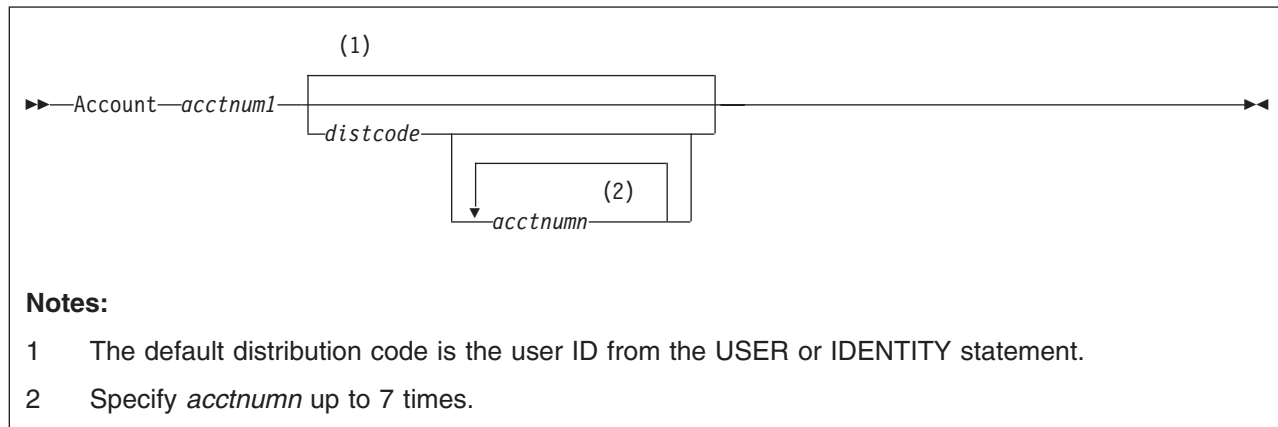 (1)
Account acctnum1
distcode
(2)
acctnumn
Notes:
1 The default distribution code is the user ID from the USER or IDENTITY statement.
2 Specify acctnumn up to 7 times.